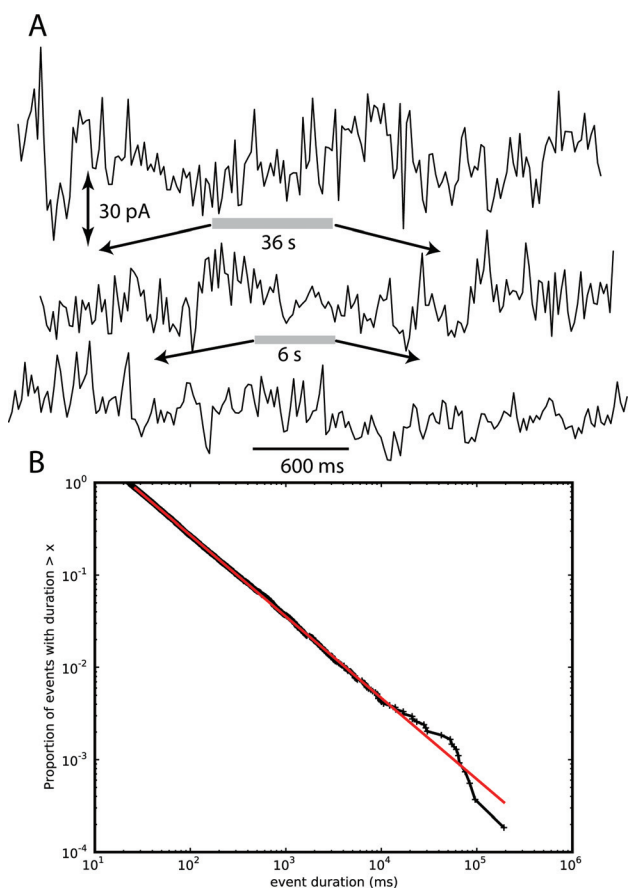 A
30 pA
36 s
6 s
600 ms
B
10^0
10^-1
10^-2
10^-3
10^-4
Proportion of events with duration > x
10^1 10^2 10^3 10^4 10^5 10^6
event duration (ms)